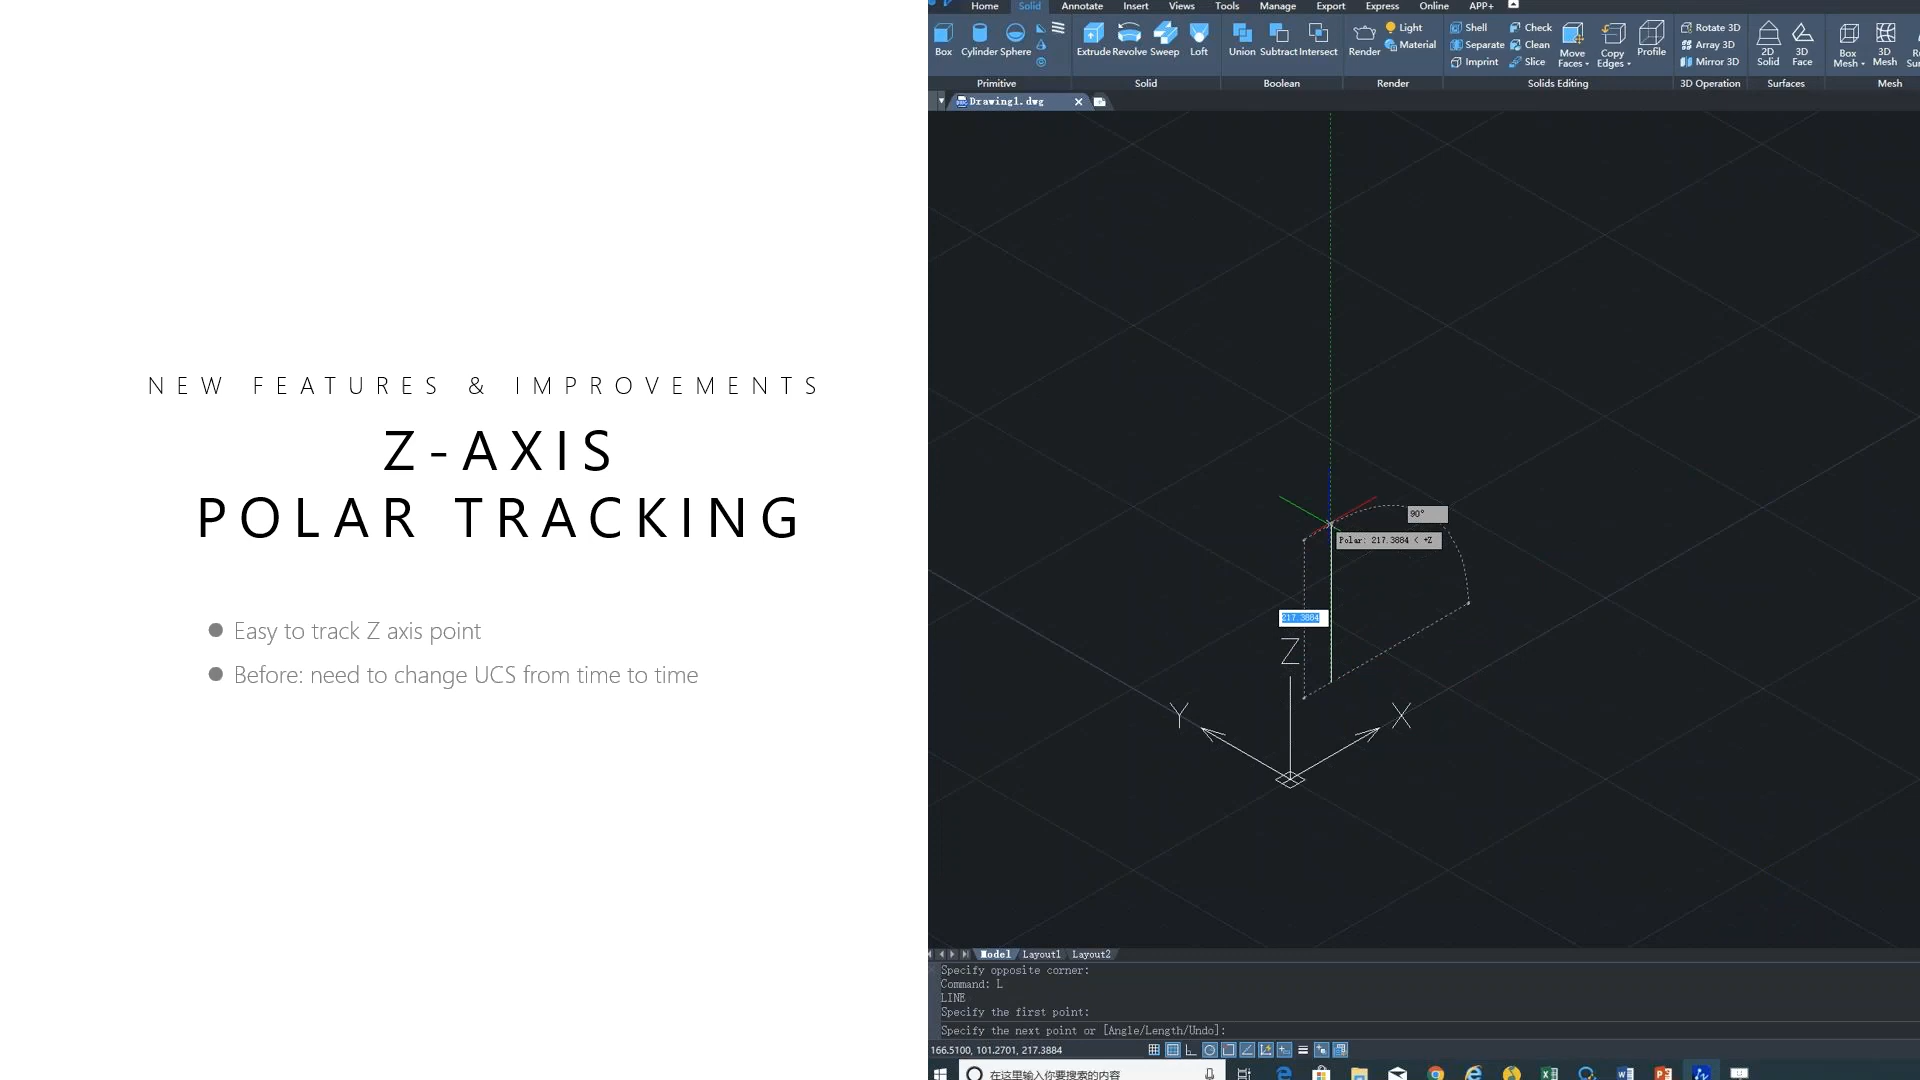 NEW FEATURES & IMPROVEMENTS
Z-AXIS
POLAR TRACKING
Easy to track Z axis point
Before: need to change UCS from time to time
Home Solid Annotate Insert Views Tools Manage Export Express Online APP+
Box Cylinder Sphere
Extrude Revolve Sweep Loft
Union Subtract Intersect
Render
Light
Material
Shell
Separate
Imprint
Check
Clean
Slice
Move Faces
Copy Edges
Profile
Rotate 3D
Array 3D
Mirror 3D
2D Solid
3D Face
Box Mesh
3D Mesh
Primitive Solid Boolean Render Solids Editing 3D Operation Surfaces Mesh
Drawing1.dwg
90°
Polar: 217.3884 < +Z
217.3884
Z
Y
X
Model Layout1 Layout2
Specify opposite corner:
Command: L
LINE
Specify the first point:
Specify the next point or [Angle/Length/Undo]:
166.5100, 101.2701, 217.3884
在这里输入你要搜索的内容